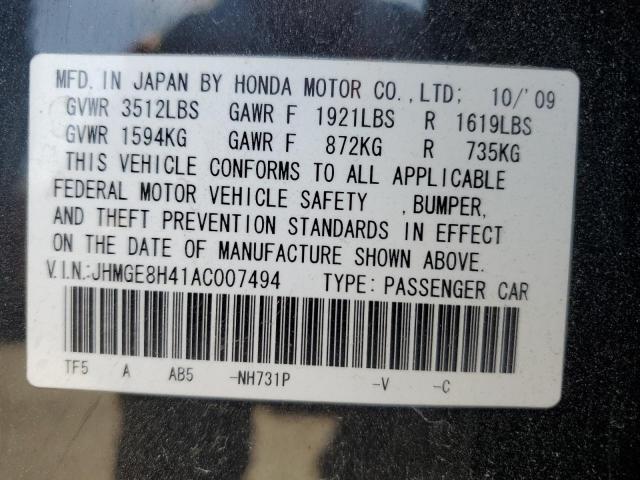 MFD. IN JAPAN BY HONDA MOTOR CO.,LTD; 10/'09
GVWR 3512LBS GAWR F 1921LBS R 1619LBS
GVWR 1594KG GAWR F 872KG R 735KG
THIS VEHICLE CONFORMS TO ALL APPLICABLE
FEDERAL MOTOR VEHICLE SAFETY , BUMPER,
AND THEFT PREVENTION STANDARDS IN EFFECT
ON THE DATE OF MANUFACTURE SHOWN ABOVE.
V.I.N.:JHMGE8H41AC007494 TYPE: PASSENGER CAR
TF5 A AB5 -NH731P -V -C